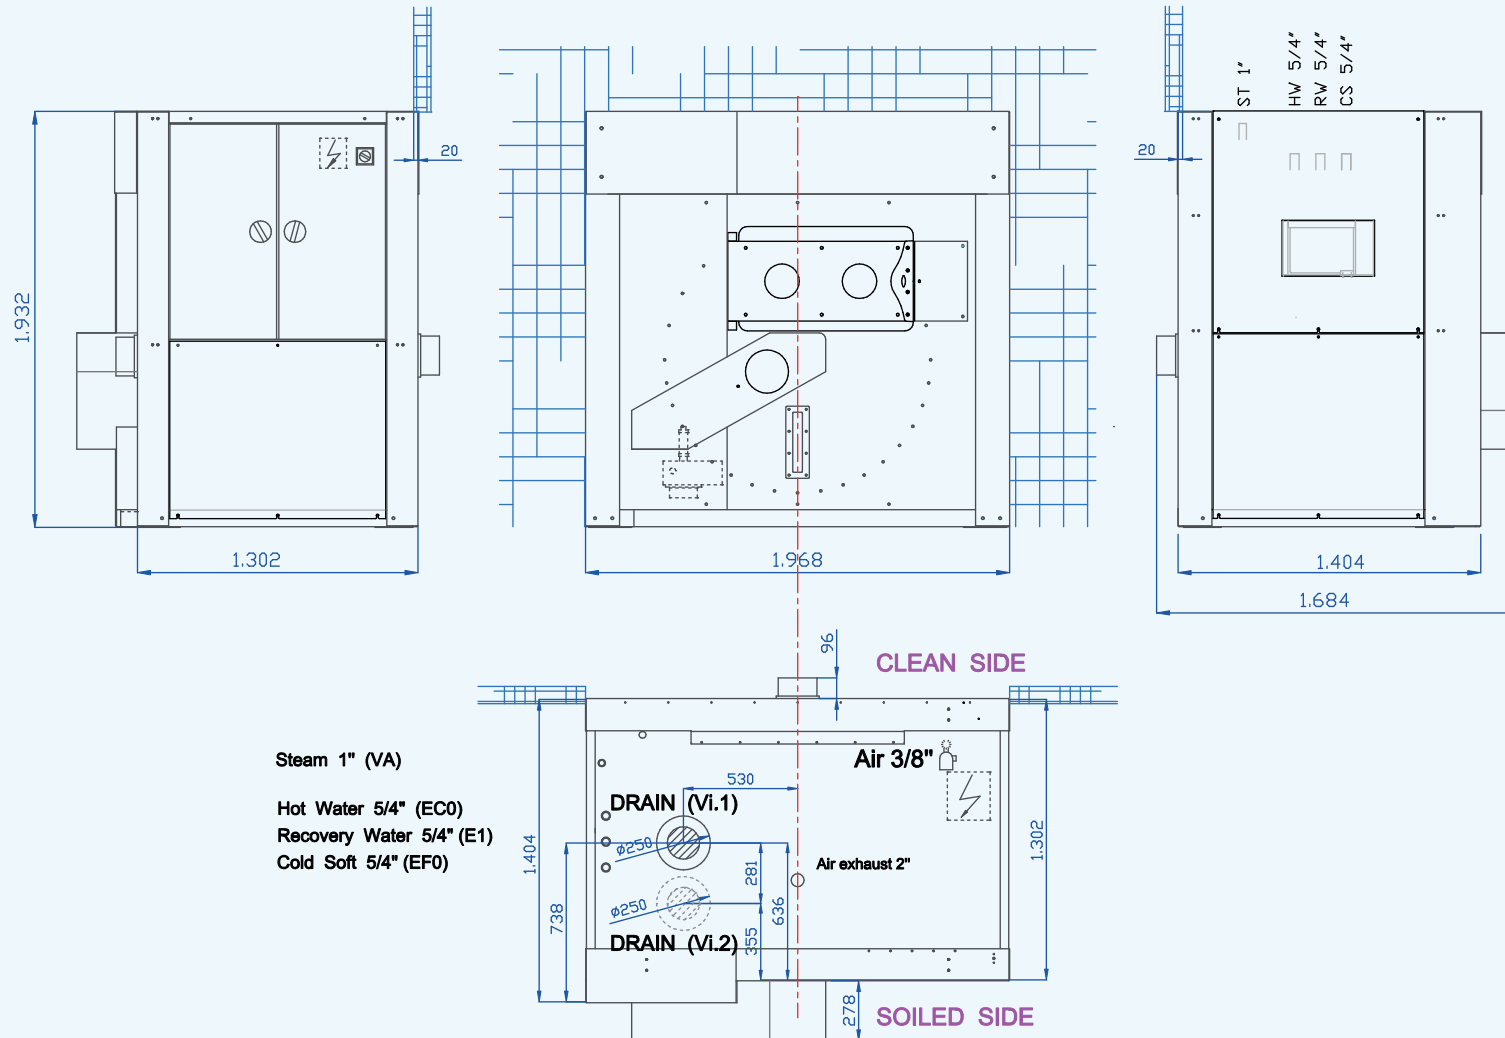 ST 1"
HW 5/4"
RW 5/4"
CS 5/4"
20
20
1.932
1.302
1.968
1.404
1.684
96
CLEAN SIDE
Steam 1" (VA)
Air 3/8"
530
Hot Water 5/4" (EC0)
DRAIN (Vi.1)
Recovery Water 5/4" (E1)
Cold Soft 5/4" (EF0)
1.404
ø250
281
Air exhaust 2"
1.302
738
ø250
636
355
DRAIN (Vi.2)
278
SOILED SIDE